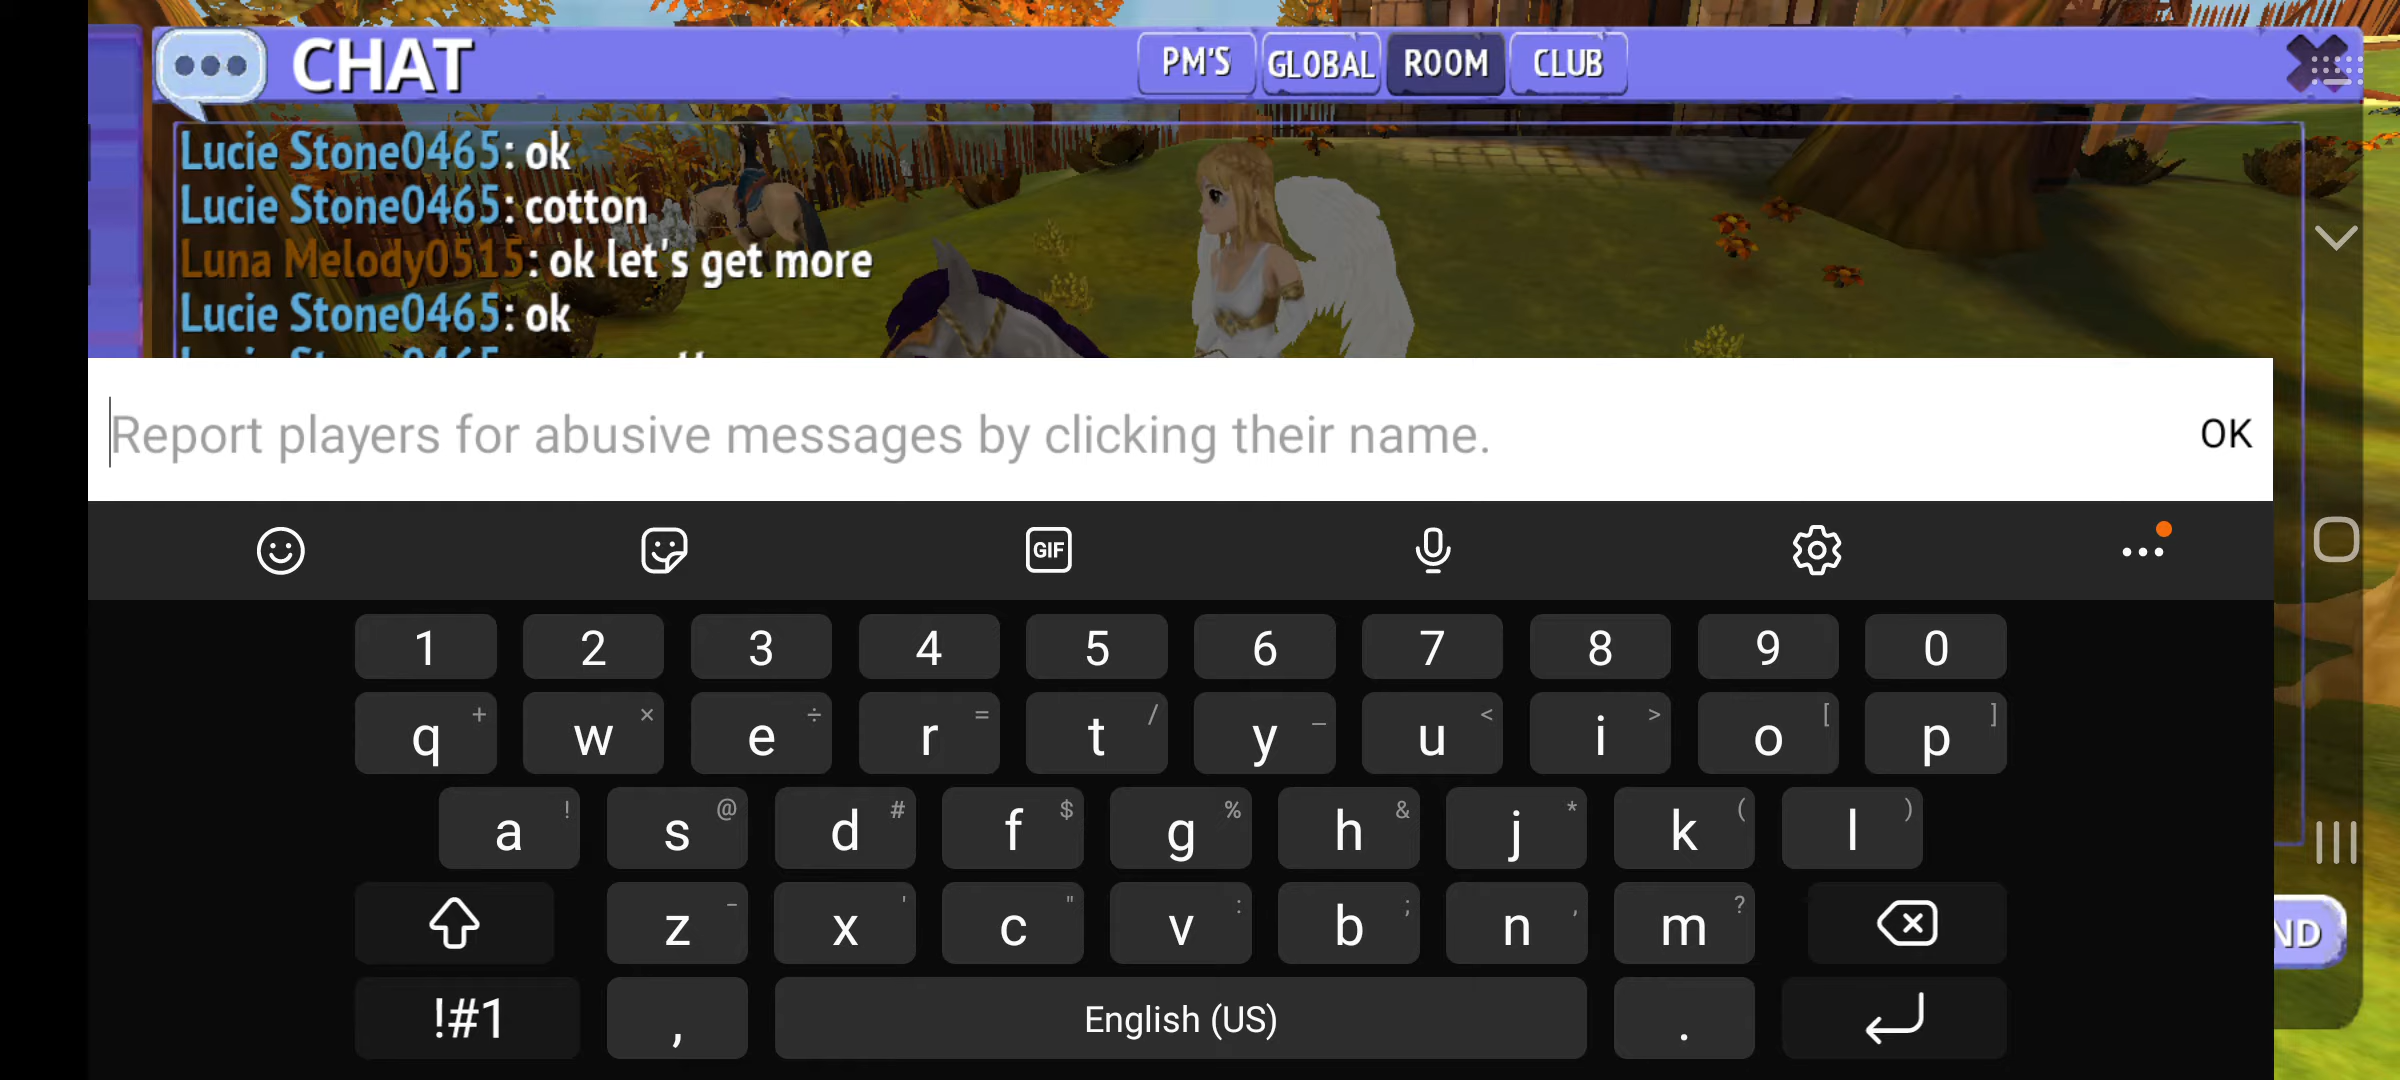 CHAT
PM'S GLOBAL ROOM CLUB
Lucie Stone0465: ok
Lucie Stone0465: cotton
Luna Melody0515: ok let's get more
Lucie Stone0465: ok
Report players for abusive messages by clicking their name.
OK
GIF
1 2 3 4 5 6 7 8 9 0
q + w × e ÷ r = t / y _ u < i > o [ p ]
a ! s @ d # f $ g % h & j * k ( l )
z - x ' c " v : b ; n , m ?
ND
!#1 , English (US) .